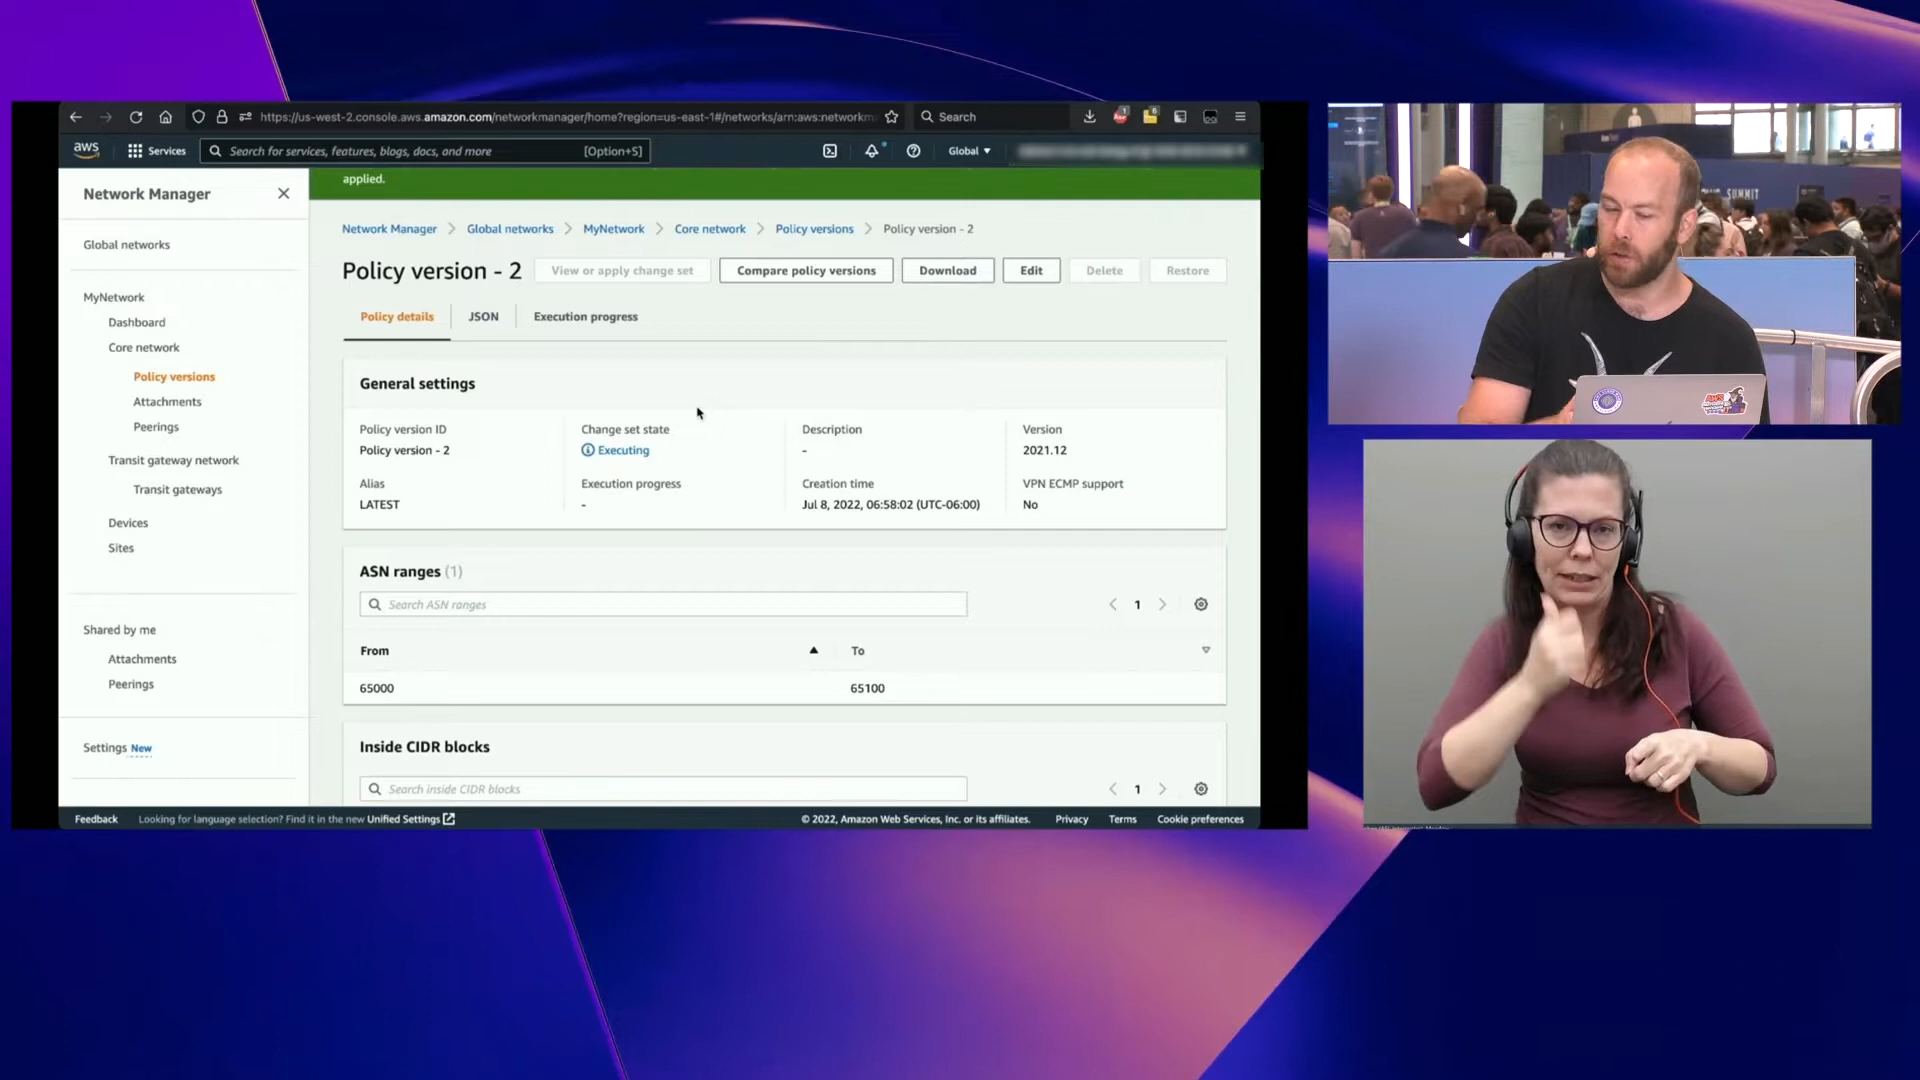 https://us-west-2.console.aws.amazon.com/networkmanager/home?region=us-east-1#/networks/arn:aws:networkm
Search
aws
Services
Search for services, features, blogs, docs, and more
[Option+S]
Global
Network Manager
Global networks
MyNetwork
Dashboard
Core network
Policy versions
Attachments
Peerings
Transit gateway network
Transit gateways
Devices
Sites
Shared by me
Attachments
Peerings
Settings New
applied.
Network Manager > Global networks > MyNetwork > Core network > Policy versions > Policy version - 2
Policy version - 2
View or apply change set
Compare policy versions
Download
Edit
Delete
Restore
Policy details
JSON
Execution progress
General settings
Policy version ID
Policy version - 2
Change set state
Executing
Description
-
Version
2021.12
Alias
LATEST
Execution progress
-
Creation time
Jul 8, 2022, 06:58:02 (UTC-06:00)
VPN ECMP support
No
ASN ranges (1)
Search ASN ranges
1
From
To
65000
65100
Inside CIDR blocks
Search inside CIDR blocks
1
Feedback
Looking for language selection? Find it in the new Unified Settings
© 2022, Amazon Web Services, Inc. or its affiliates.
Privacy
Terms
Cookie preferences
SUMMIT